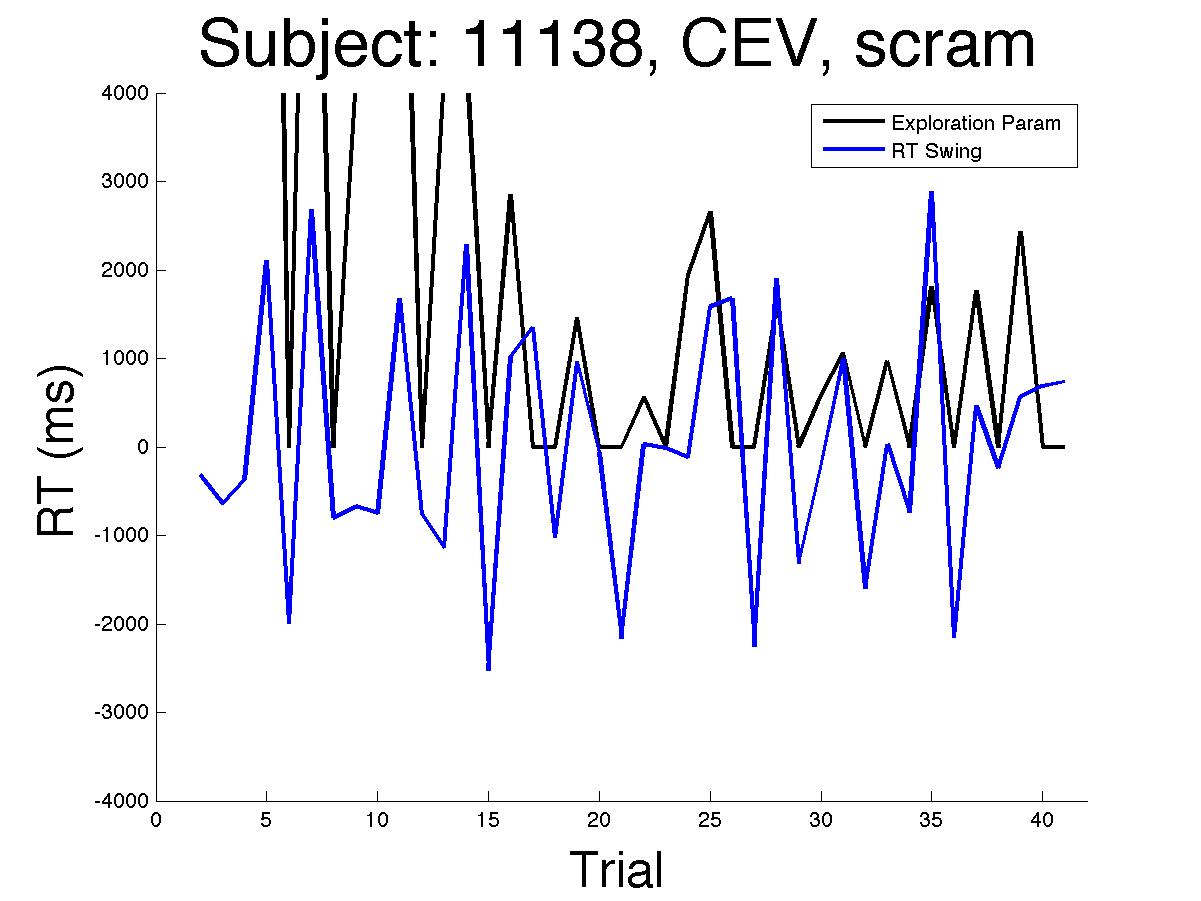 Subject: 11138, CEV, scram
Exploration Param
RT Swing
4000
3000
2000
1000
0
-1000
-2000
-3000
-4000
RT (ms)
0 5 10 15 20 25 30 35 40
Trial